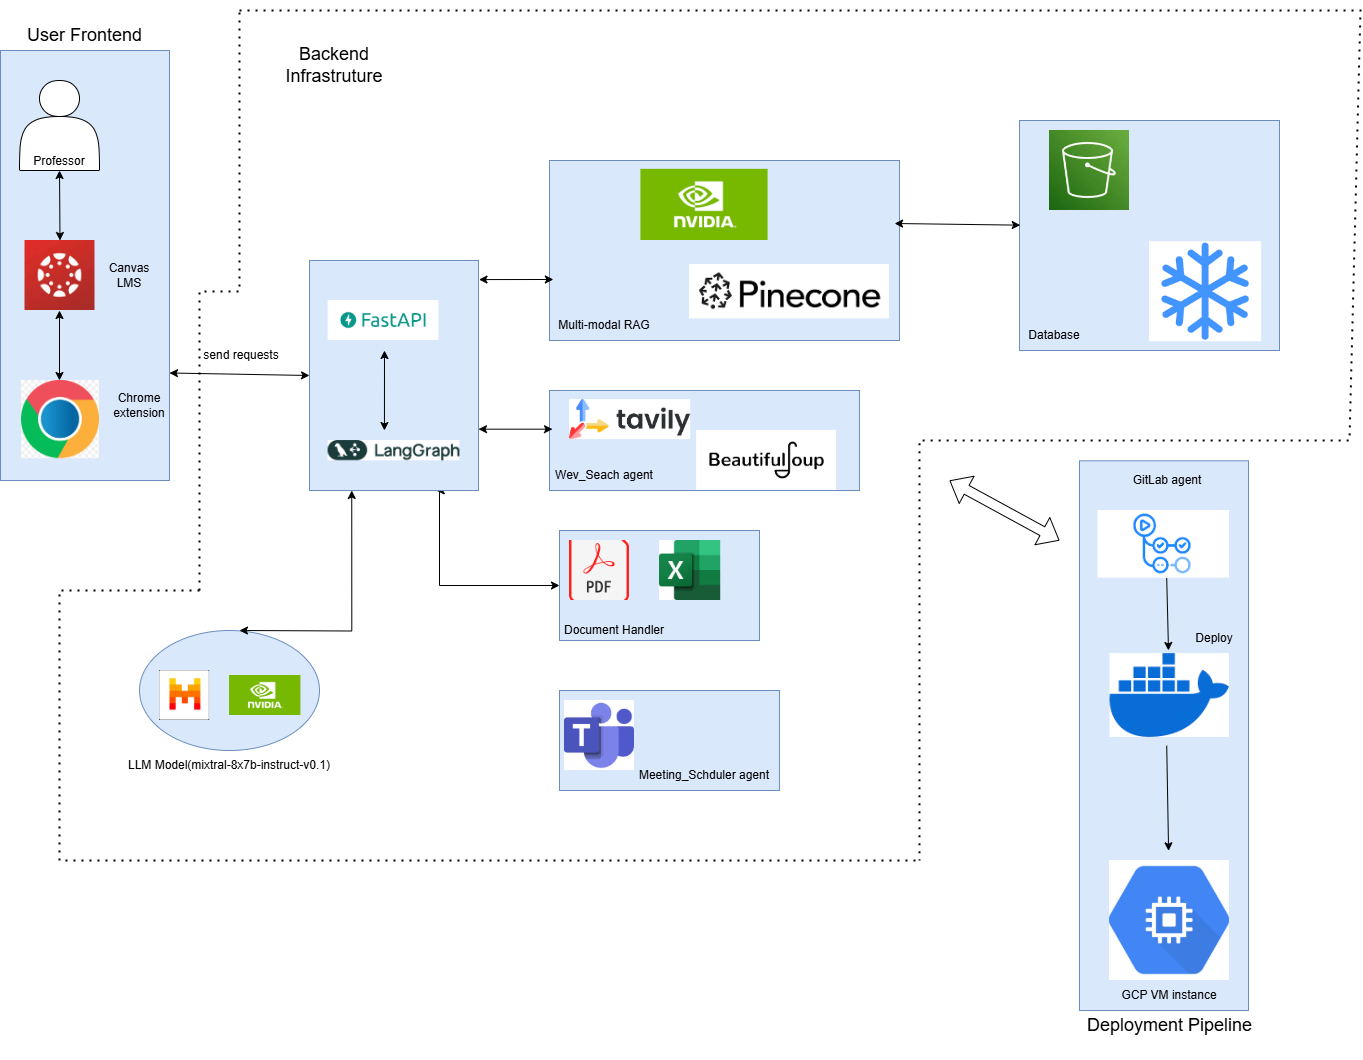 User Frontend
Backend
Infrastruture
Professor
Canvas
LMS
Chrome
extension
send requests
FastAPI
LangGraph
NVIDIA.
Pinecone
Multi-modal RAG
Database
tavily
BeautifulSoup
Wev_Seach agent
PDF
X
Document Handler
T
Meeting_Schduler agent
NVIDIA.
LLM Model(mixtral-8x7b-instruct-v0.1)
GitLab agent
Deploy
GCP VM instance
Deployment Pipeline